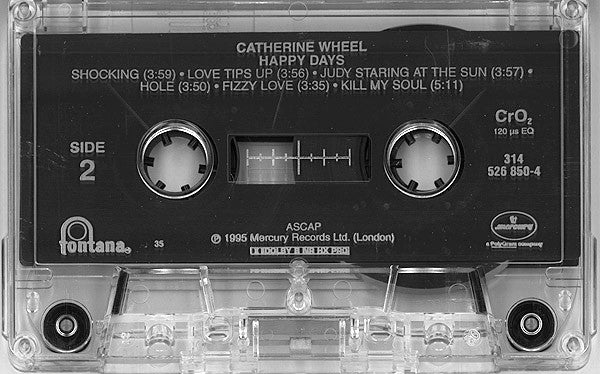 CATHERINE WHEEL
HAPPY DAYS
SHOCKING (3:59) • LOVE TIPS UP (3:56) • JUDY STARING AT THE SUN (3:57) •
HOLE (3:50) • FIZZY LOVE (3:35) • KILL MY SOUL (5:11)
SIDE
2
CrO₂
120 µs EQ
314
526 850-4
fontana®
35
ASCAP
℗ 1995 Mercury Records Ltd. (London)
DOLBY B NR HX PRO
mercury
a PolyGram company